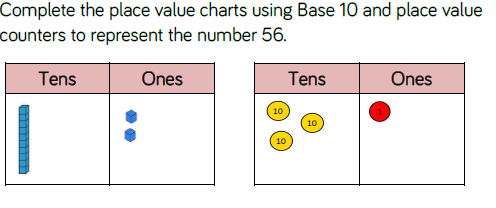 Complete the place value charts using Base 10 and place value
counters to represent the number 56.
Tens Ones Tens Ones
10
10
10
1